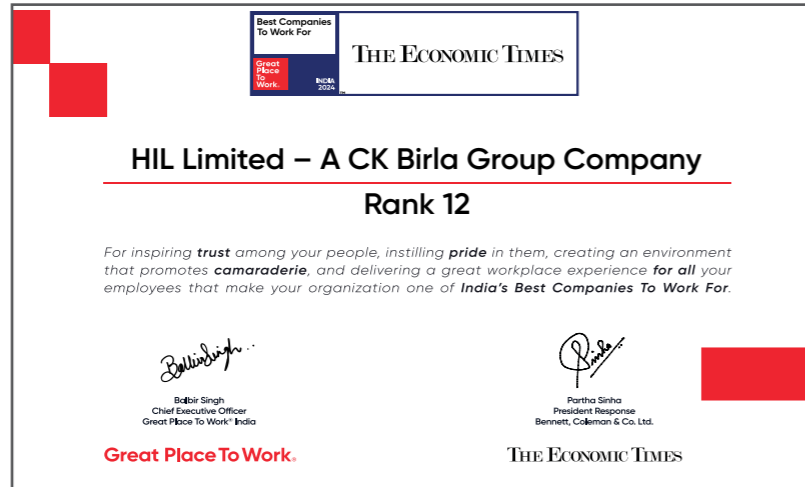 Best Companies
To Work For
Great
Place
To
Work.
INDIA
2024
TM
THE ECONOMIC TIMES
HIL Limited – A CK Birla Group Company
Rank 12
For inspiring trust among your people, instilling pride in them, creating an environment
that promotes camaraderie, and delivering a great workplace experience for all your
employees that make your organization one of India's Best Companies To Work For.
Balbir Singh
Sinha
Balbir Singh
Chief Executive Officer
Great Place To Work® India
Partha Sinha
President Response
Bennett, Coleman & Co. Ltd.
Great Place To Work®
THE ECONOMIC TIMES